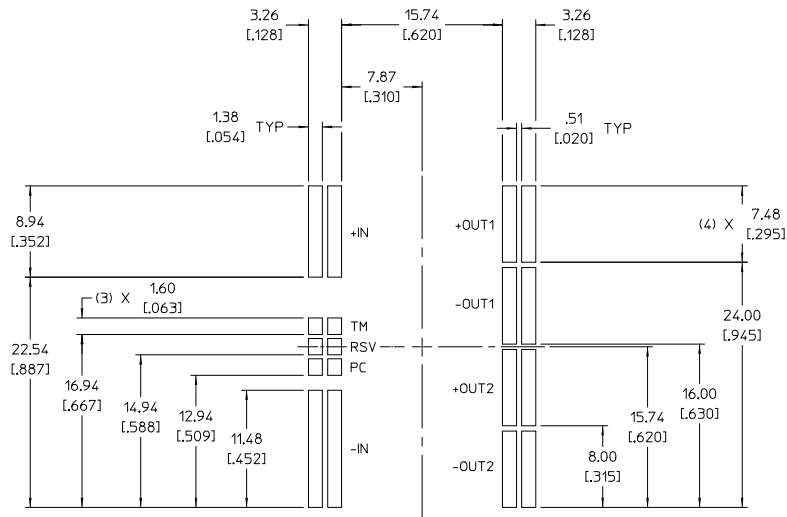 3.26
[.128]
15.74
[.620]
3.26
[.128]
7.87
[.310]
1.38
[.054]
TYP
.51
[.020]
TYP
8.94
[.352]
+IN
+OUT1
(4) X
7.48
[.295]
(3) X
1.60
[.063]
-OUT1
24.00
[.945]
TM
RSV
PC
22.54
[.887]
16.94
[.667]
14.94
[.588]
12.94
[.509]
11.48
[.452]
+OUT2
16.00
[.630]
15.74
[.620]
-IN
-OUT2
8.00
[.315]